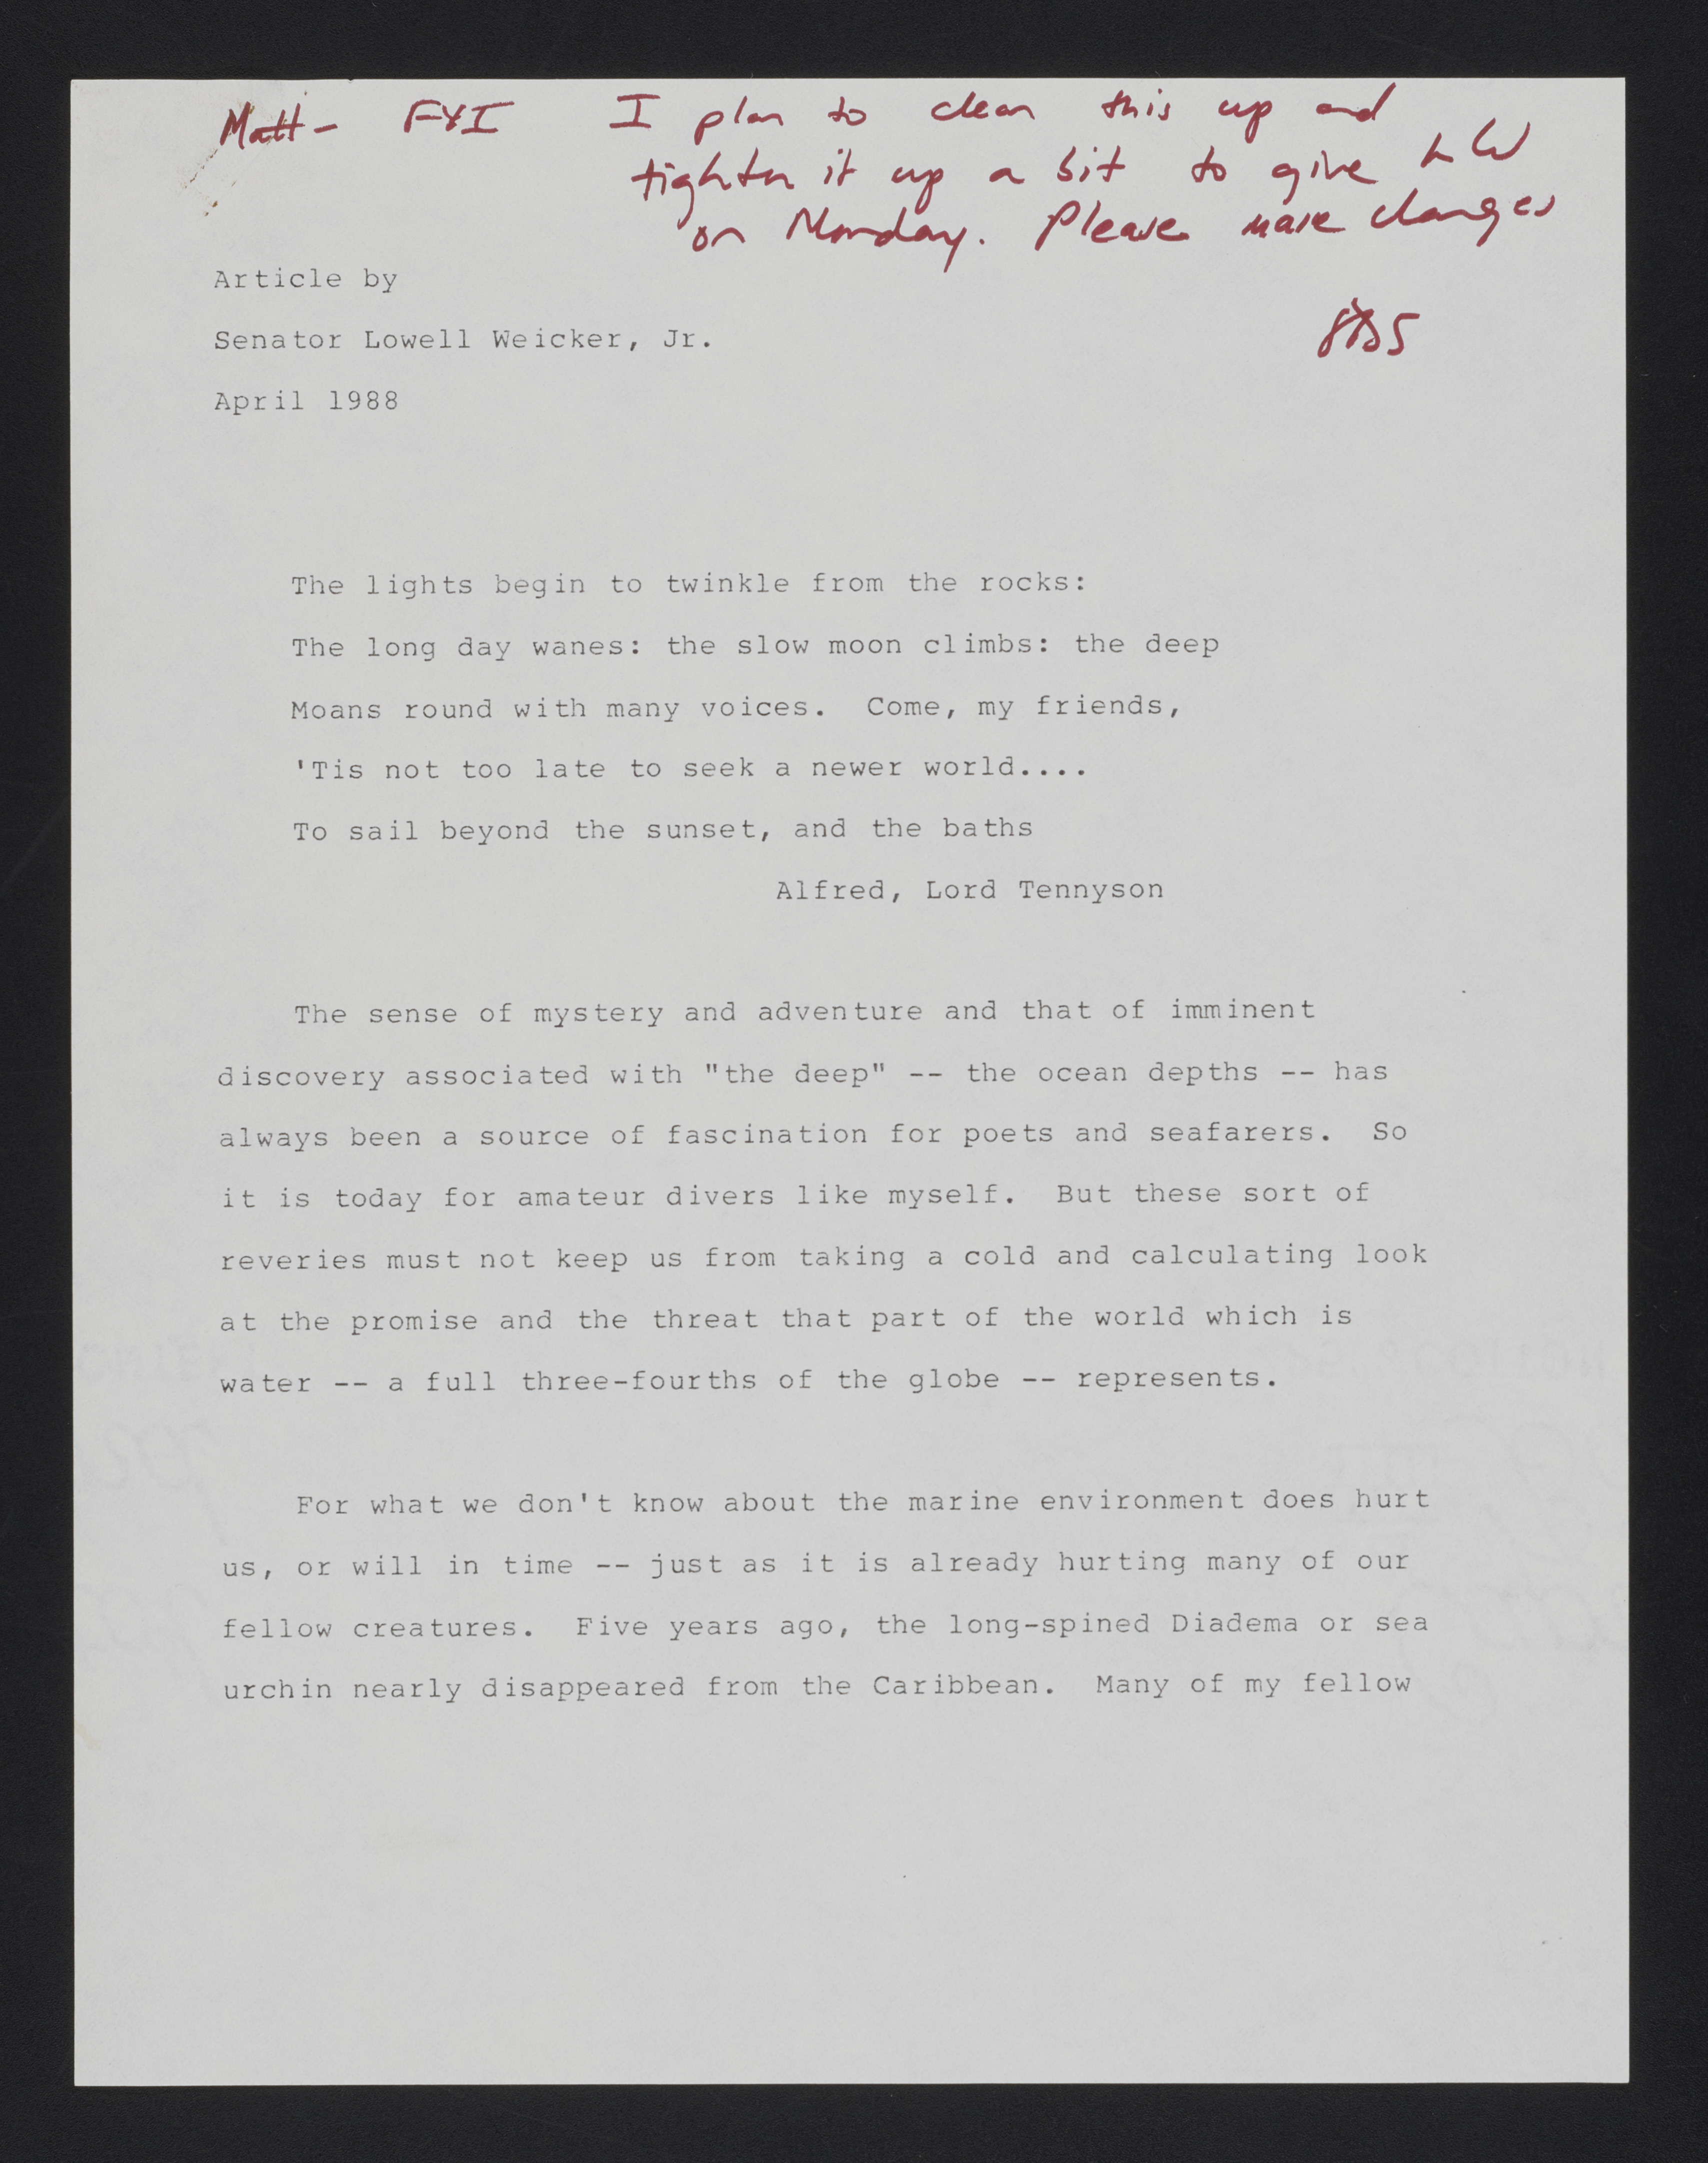 Matt - FYI I plan to clean this up and
tighten it up a bit to give LW
on Monday. Please make changes
Article by
Senator Lowell Weicker, Jr.
April 1988
The lights begin to twinkle from the rocks:
The long day wanes: the slow moon climbs: the deep
Moans round with many voices.  Come, my friends,
'Tis not too late to seek a newer world....
To sail beyond the sunset, and the baths
Alfred, Lord Tennyson
The sense of mystery and adventure and that of imminent
discovery associated with "the deep" -- the ocean depths -- has
always been a source of fascination for poets and seafarers.  So
it is today for amateur divers like myself.  But these sort of
reveries must not keep us from taking a cold and calculating look
at the promise and the threat that part of the world which is
water -- a full three-fourths of the globe -- represents.
For what we don't know about the marine environment does hurt
us, or will in time -- just as it is already hurting many of our
fellow creatures.  Five years ago, the long-spined Diadema or sea
urchin nearly disappeared from the Caribbean.  Many of my fellow